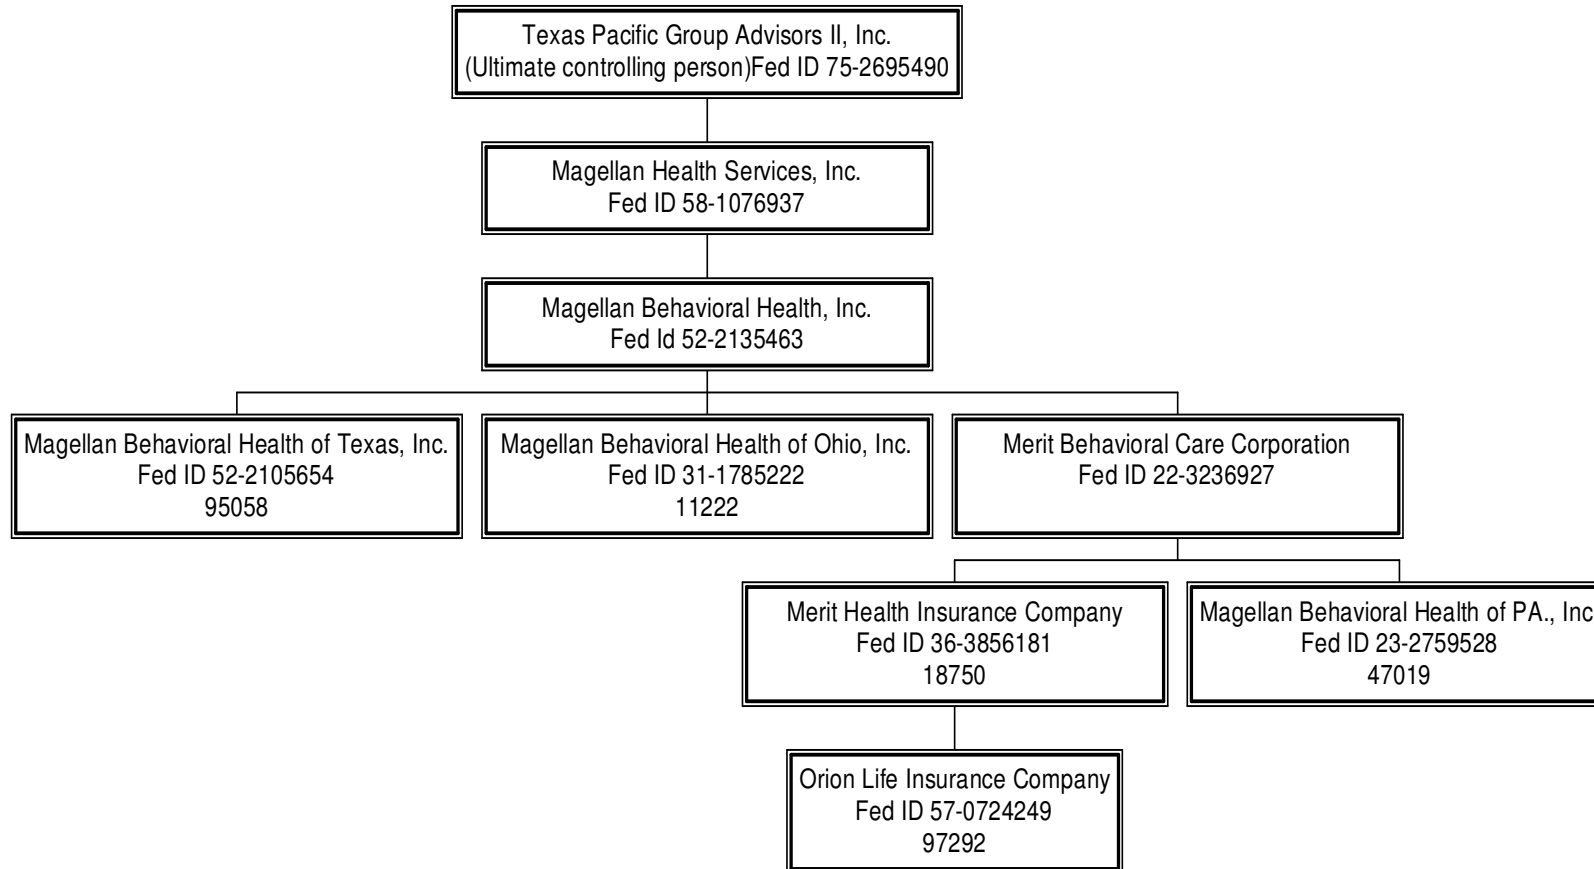 Texas Pacific Group Advisors II, Inc.
(Ultimate controlling person)Fed ID 75-2695490
Magellan Health Services, Inc.
Fed ID 58-1076937
Magellan Behavioral Health, Inc.
Fed Id 52-2135463
Magellan Behavioral Health of Texas, Inc.
Fed ID 52-2105654
95058
Magellan Behavioral Health of Ohio, Inc.
Fed ID 31-1785222
11222
Merit Behavioral Care Corporation
Fed ID 22-3236927
Merit Health Insurance Company
Fed ID 36-3856181
18750
Magellan Behavioral Health of PA., Inc
Fed ID 23-2759528
47019
Orion Life Insurance Company
Fed ID 57-0724249
97292